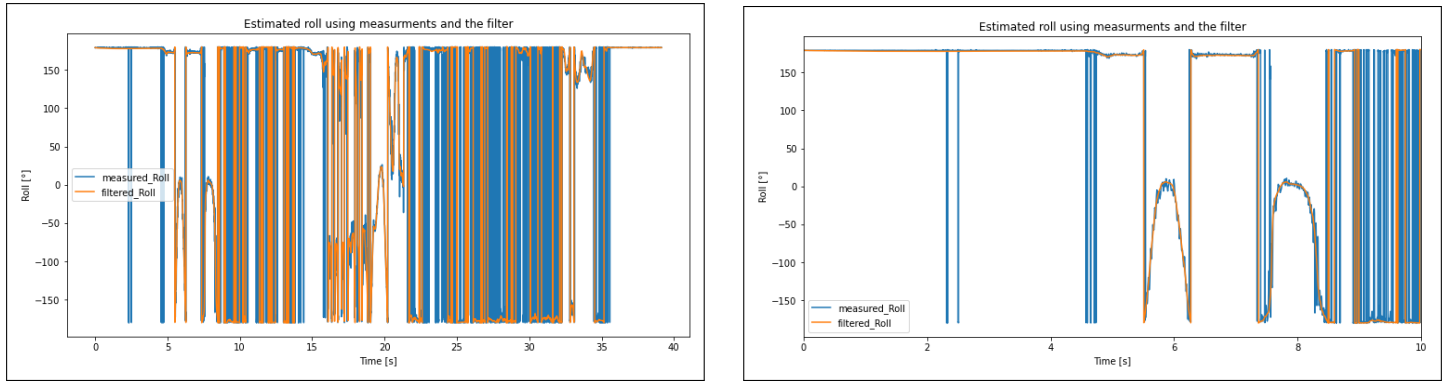 Estimated roll using measurments and the filter
150
100
50
0
−50
−100
−150
Roll [°]
measured_Roll
filtered_Roll
0 5 10 15 20 25 30 35 40
Time [s]
Estimated roll using measurments and the filter
150
100
50
0
−50
−100
−150
Roll [°]
measured_Roll
filtered_Roll
0 2 4 6 8 10
Time [s]